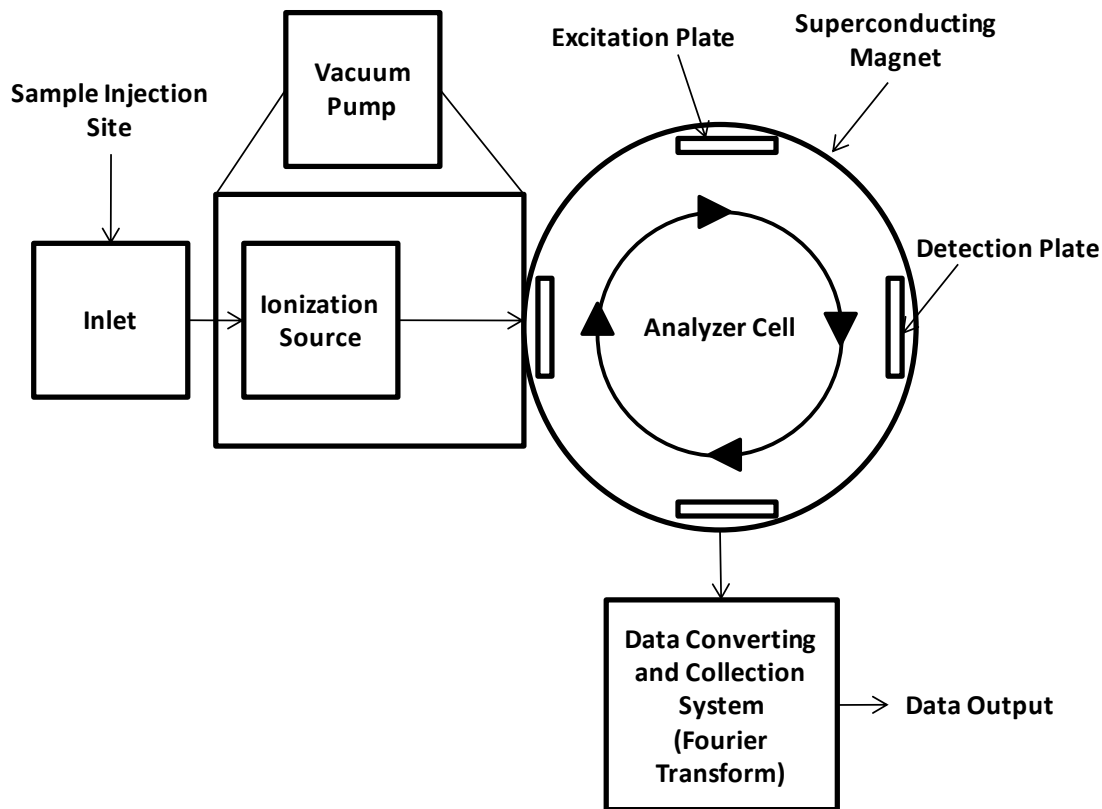 Sample Injection
Site
Inlet
Vacuum
Pump
Ionization
Source
Excitation Plate
Superconducting
Magnet
Detection Plate
Analyzer Cell
Data Converting
and Collection
System
(Fourier
Transform)
Data Output